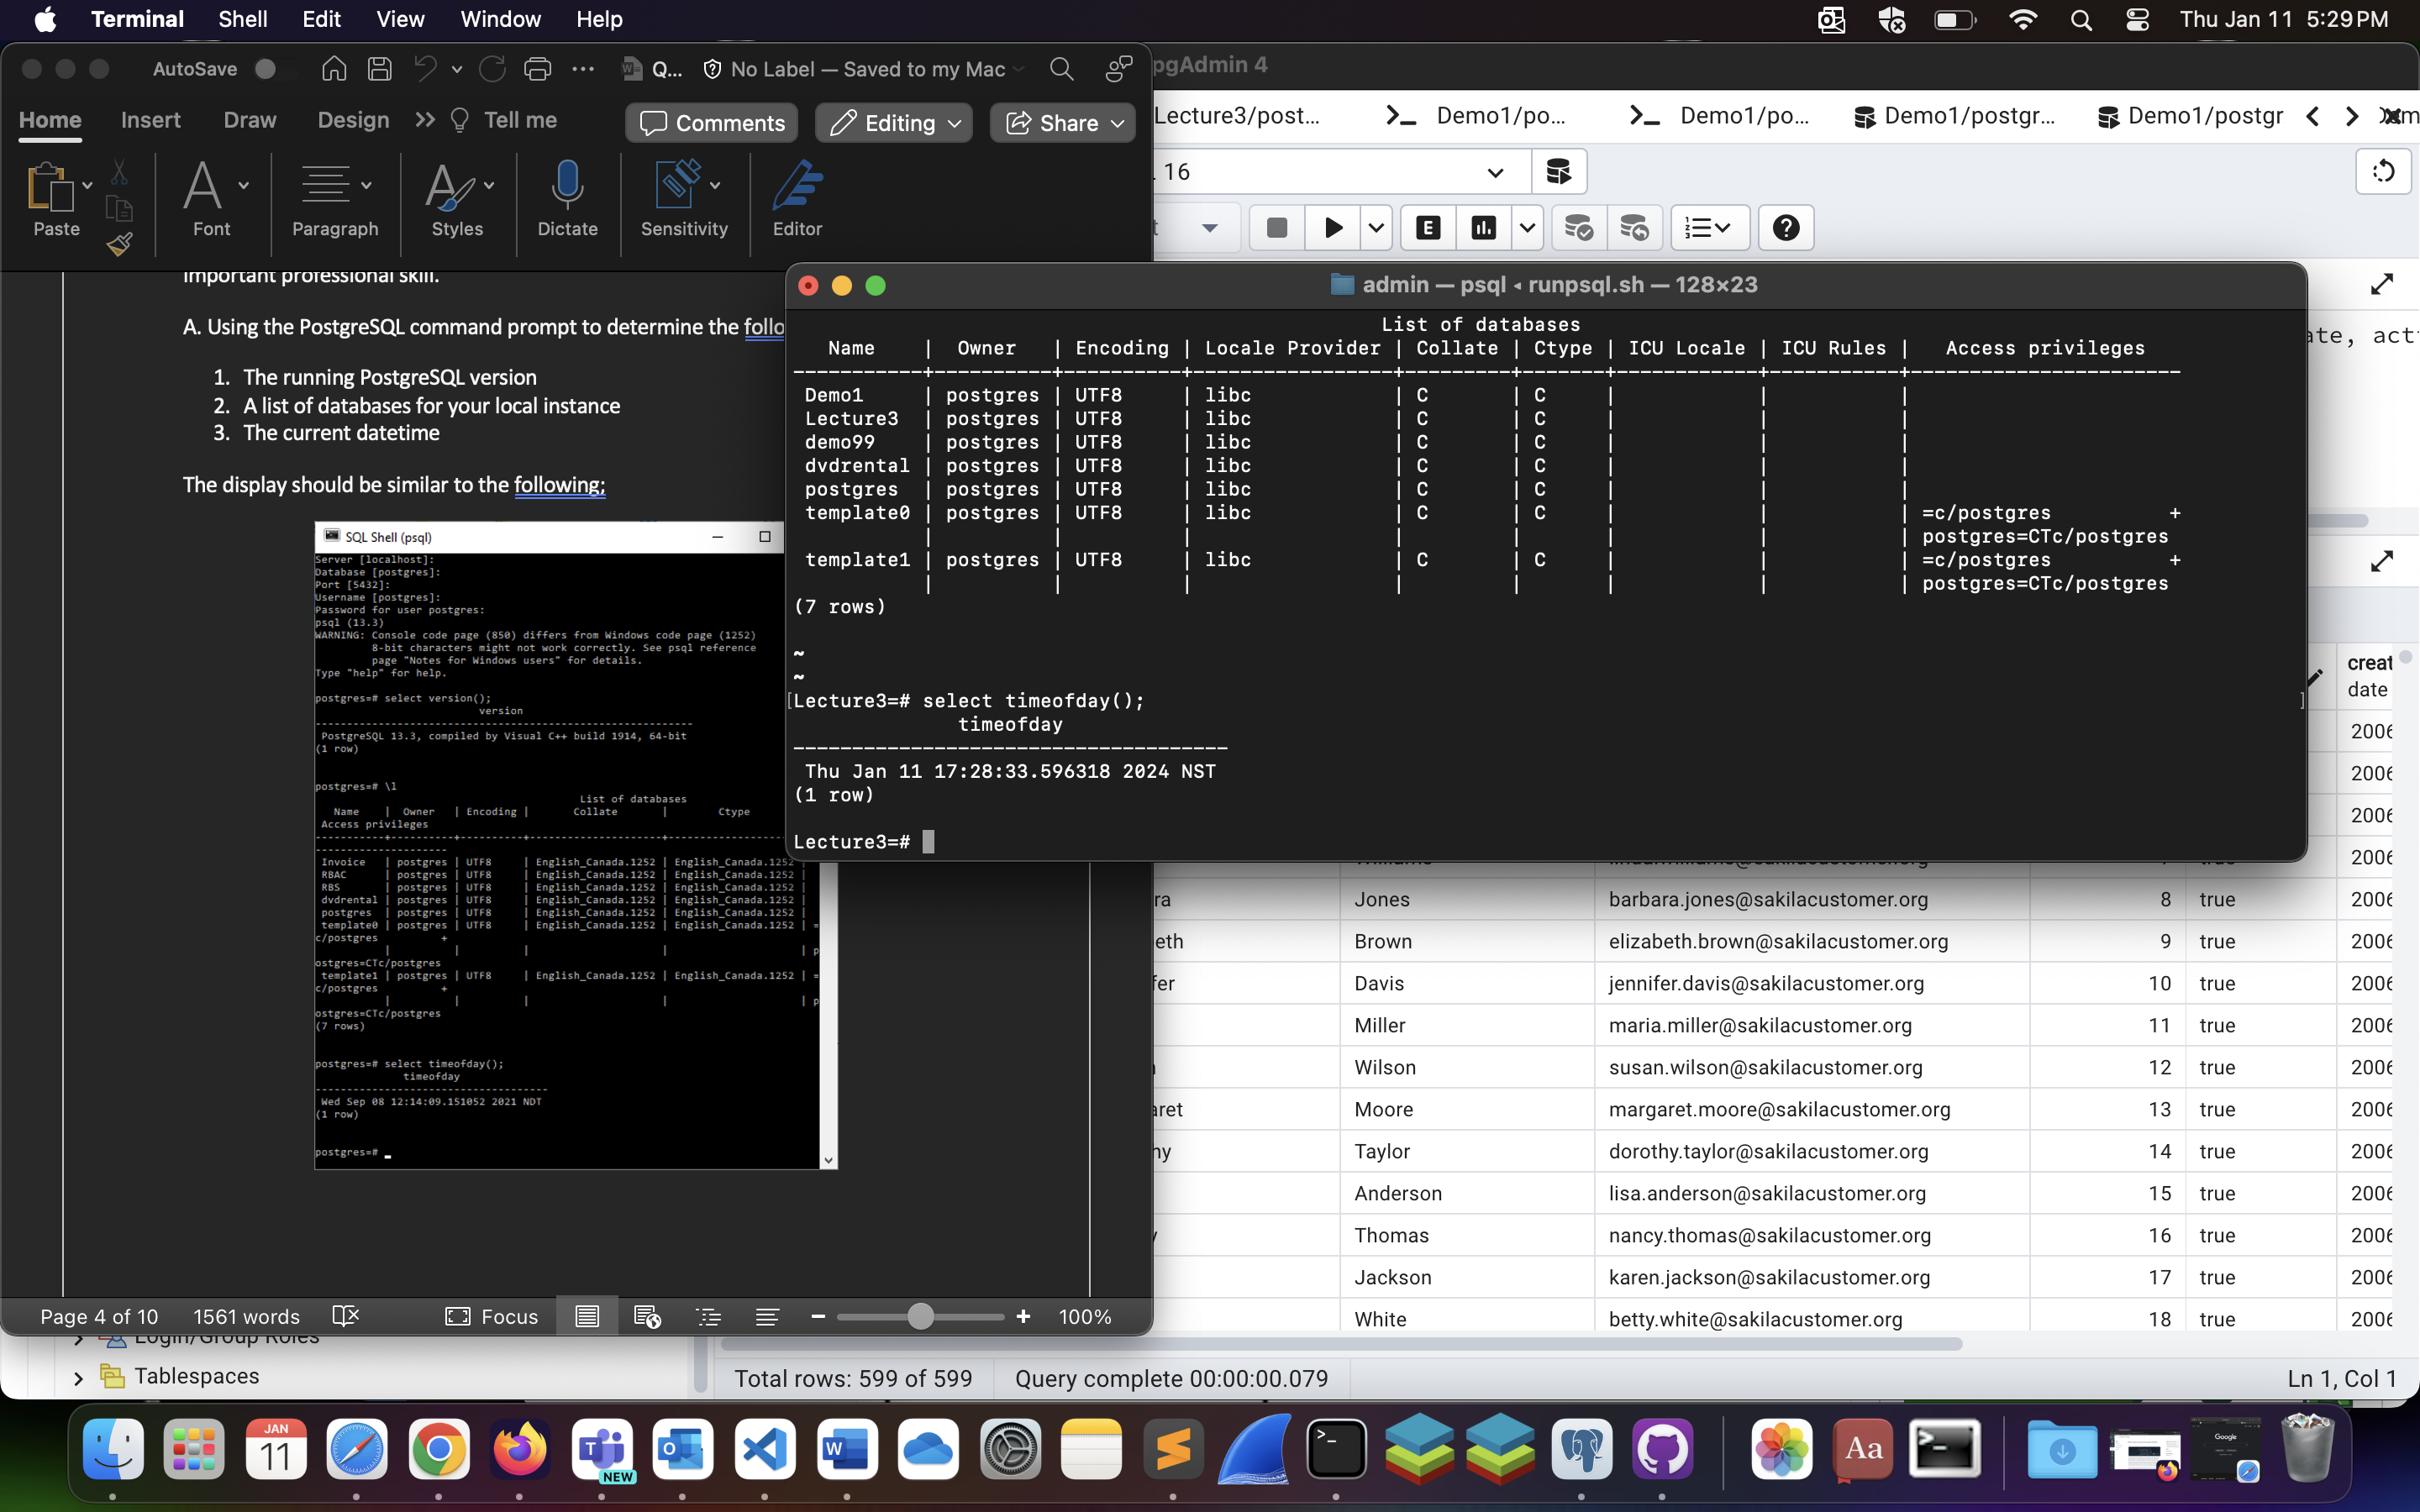 Terminal Shell Edit View Window Help Thu Jan 11 5:29 PM
AutoSave Q... No Label — Saved to my Mac
Home Insert Draw Design Tell me Comments Editing Share
Paste Font Paragraph Styles Dictate Sensitivity Editor
important professional skill.
A. Using the PostgreSQL command prompt to determine the follo
1. The running PostgreSQL version
2. A list of databases for your local instance
3. The current datetime
The display should be similar to the following;
SQL Shell (psql)
Server [localhost]:
Database [postgres]:
Port [5432]:
Username [postgres]:
Password for user postgres:
psql (13.3)
WARNING: Console code page (850) differs from Windows code page (1252)
8-bit characters might not work correctly. See psql reference
page "Notes for Windows users" for details.
Type "help" for help.
postgres=# select version();
version
------------------------------------------------------------
PostgreSQL 13.3, compiled by Visual C++ build 1914, 64-bit
(1 row)
postgres=# \l
List of databases
Name | Owner | Encoding | Collate | Ctype
Access privileges
Invoice | postgres | UTF8 | English_Canada.1252 | English_Canada.1252 |
RBAC | postgres | UTF8 | English_Canada.1252 | English_Canada.1252 |
RBS | postgres | UTF8 | English_Canada.1252 | English_Canada.1252 |
dvdrental | postgres | UTF8 | English_Canada.1252 | English_Canada.1252 |
postgres | postgres | UTF8 | English_Canada.1252 | English_Canada.1252 |
template0 | postgres | UTF8 | English_Canada.1252 | English_Canada.1252 | =
c/postgres +
| | | | | p
ostgres=CTc/postgres
template1 | postgres | UTF8 | English_Canada.1252 | English_Canada.1252 | =
c/postgres +
| | | | | p
ostgres=CTc/postgres
(7 rows)
postgres=# select timeofday();
timeofday
-------------------------------------
Wed Sep 08 12:14:09.151052 2021 NDT
(1 row)
postgres=#
Page 4 of 10 1561 words Focus 100%
Login/Group Roles
Tablespaces
pgAdmin 4
Lecture3/post... Demo1/po... Demo1/po... Demo1/postgr... Demo1/postgr
16
ate, act
admin — psql ◂ runpsql.sh — 128×23
List of databases
Name | Owner | Encoding | Locale Provider | Collate | Ctype | ICU Locale | ICU Rules | Access privileges
-----------+----------+----------+-----------------+---------+-------+------------+-----------+-----------------------
Demo1 | postgres | UTF8 | libc | C | C | | |
Lecture3 | postgres | UTF8 | libc | C | C | | |
demo99 | postgres | UTF8 | libc | C | C | | |
dvdrental | postgres | UTF8 | libc | C | C | | |
postgres | postgres | UTF8 | libc | C | C | | |
template0 | postgres | UTF8 | libc | C | C | | | =c/postgres +
| | | | | | | | postgres=CTc/postgres
template1 | postgres | UTF8 | libc | C | C | | | =c/postgres +
| | | | | | | | postgres=CTc/postgres
(7 rows)
~
~
[Lecture3=# select timeofday(); ]
timeofday
-------------------------------------
Thu Jan 11 17:28:33.596318 2024 NST
(1 row)
Lecture3=#
creat
date
2006
2006
2006
2006
ra Jones barbara.jones@sakilacustomer.org 8 true 2006
eth Brown elizabeth.brown@sakilacustomer.org 9 true 2006
fer Davis jennifer.davis@sakilacustomer.org 10 true 2006
Miller maria.miller@sakilacustomer.org 11 true 2006
Wilson susan.wilson@sakilacustomer.org 12 true 2006
aret Moore margaret.moore@sakilacustomer.org 13 true 2006
hy Taylor dorothy.taylor@sakilacustomer.org 14 true 2006
Anderson lisa.anderson@sakilacustomer.org 15 true 2006
Thomas nancy.thomas@sakilacustomer.org 16 true 2006
Jackson karen.jackson@sakilacustomer.org 17 true 2006
White betty.white@sakilacustomer.org 18 true 2006
Total rows: 599 of 599 Query complete 00:00:00.079 Ln 1, Col 1
JAN
11
NEW
Aa
Google